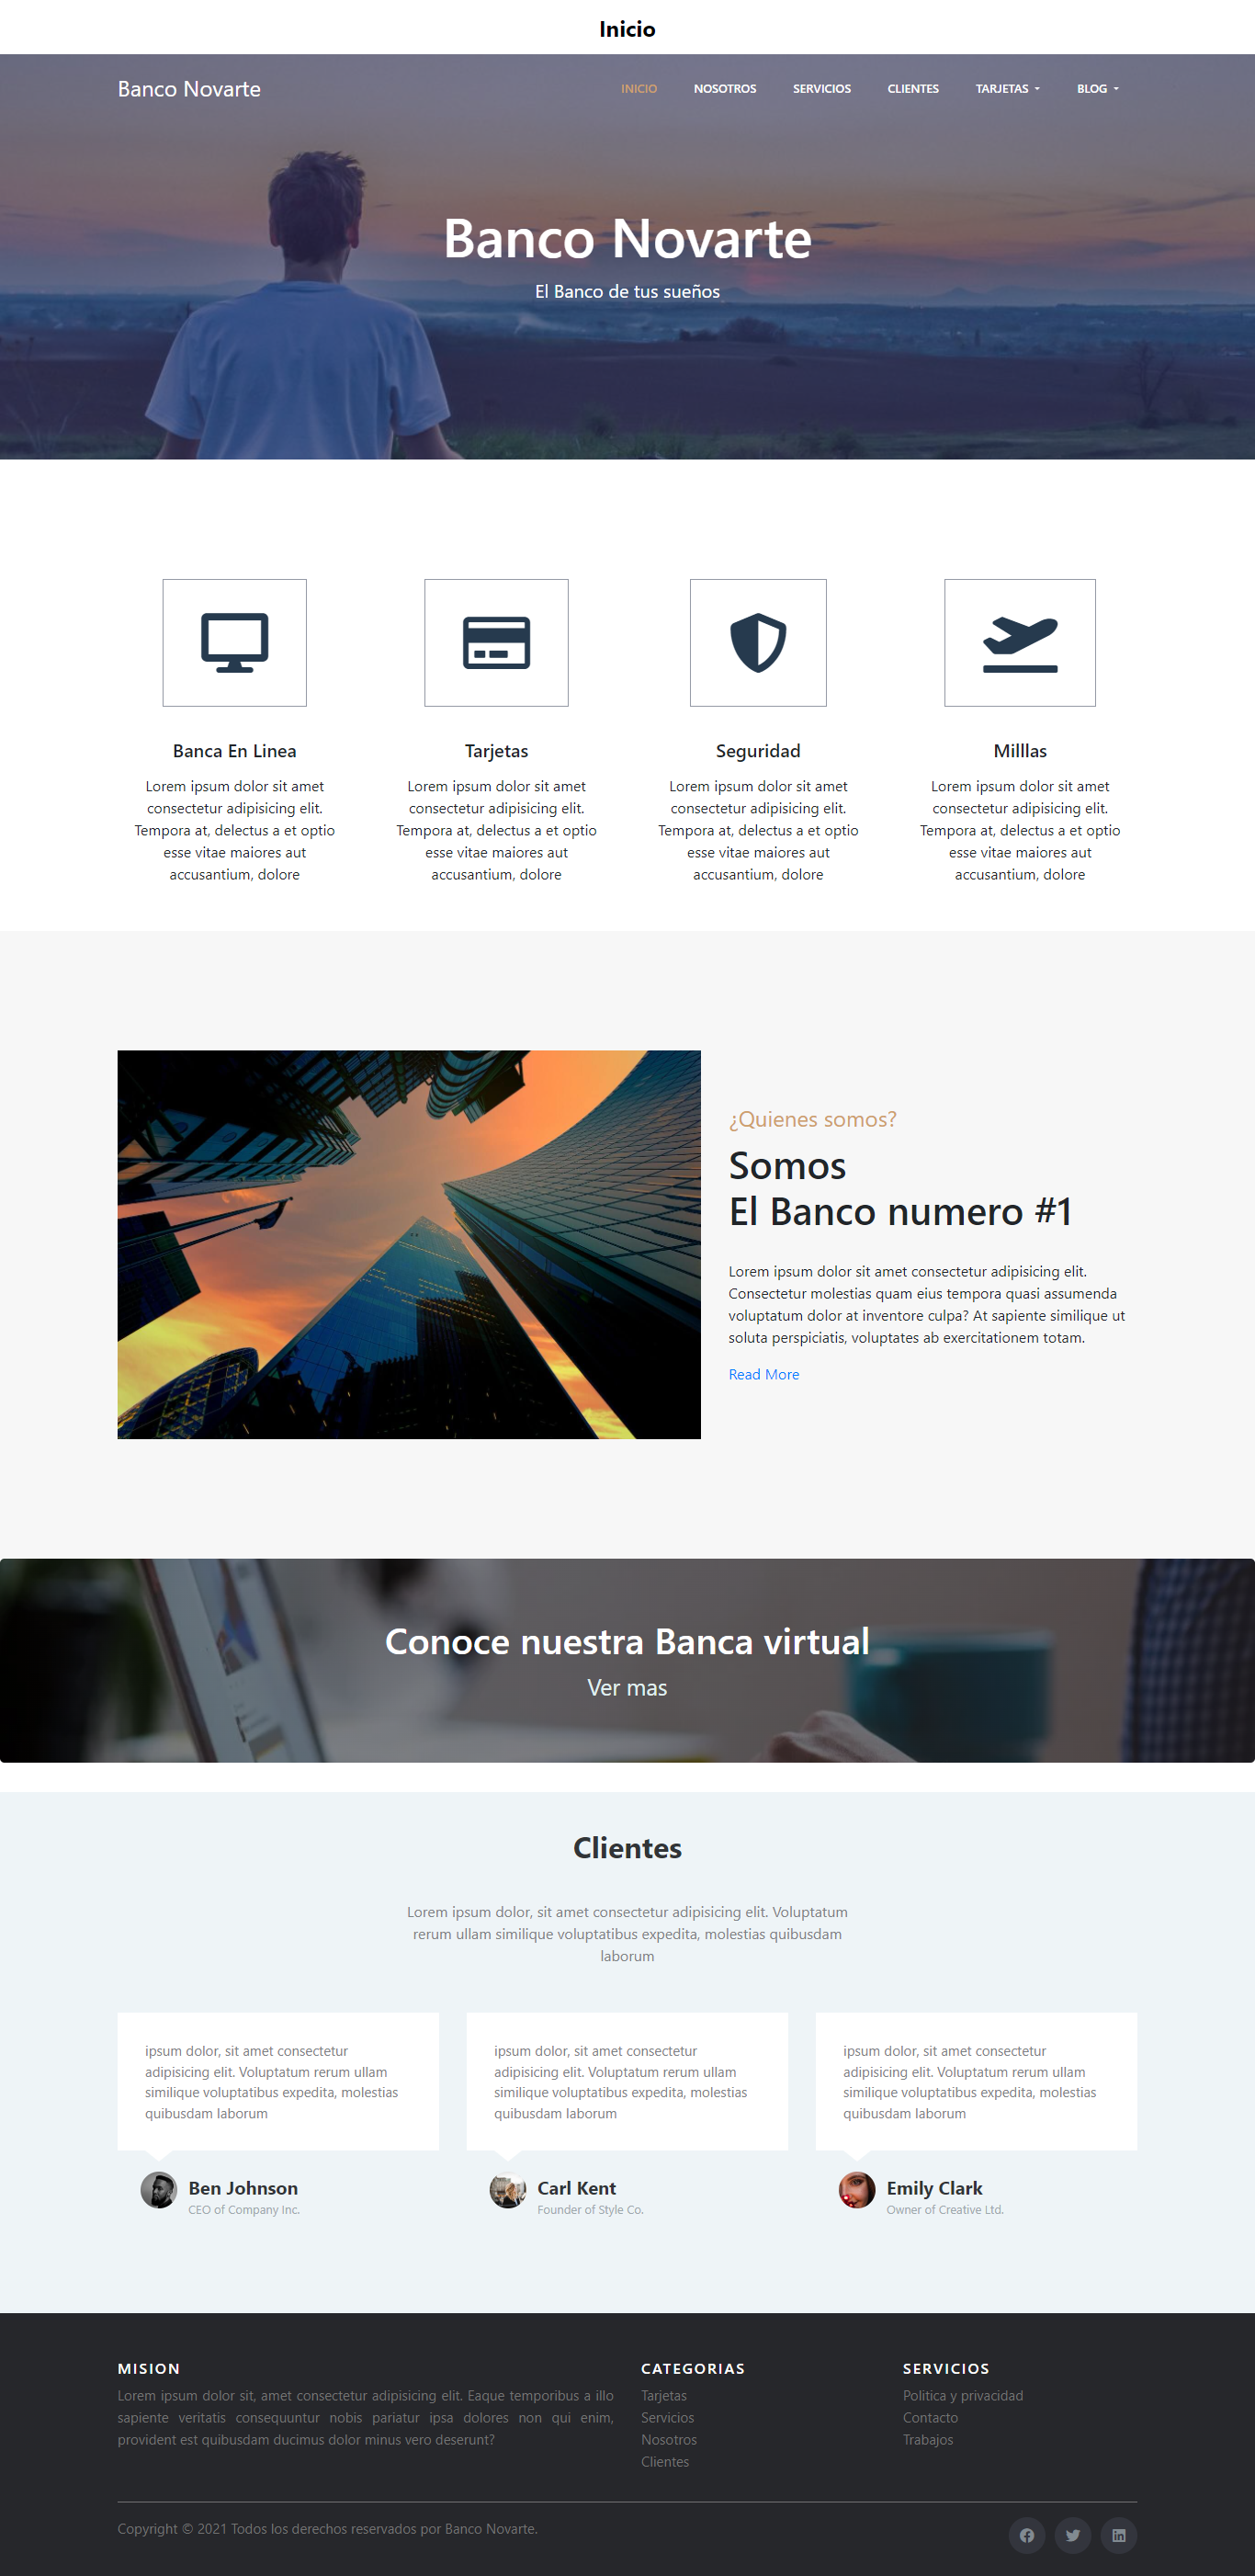 Inicio
Banco Novarte
INICIO NOSOTROS SERVICIOS CLIENTES TARJETAS BLOG
Banco Novarte
El Banco de tus sueños
Banca En Linea
Lorem ipsum dolor sit amet
consectetur adipisicing elit.
Tempora at, delectus a et optio
esse vitae maiores aut
accusantium, dolore
Tarjetas
Lorem ipsum dolor sit amet
consectetur adipisicing elit.
Tempora at, delectus a et optio
esse vitae maiores aut
accusantium, dolore
Seguridad
Lorem ipsum dolor sit amet
consectetur adipisicing elit.
Tempora at, delectus a et optio
esse vitae maiores aut
accusantium, dolore
Milllas
Lorem ipsum dolor sit amet
consectetur adipisicing elit.
Tempora at, delectus a et optio
esse vitae maiores aut
accusantium, dolore
¿Quienes somos?
Somos
El Banco numero #1
Lorem ipsum dolor sit amet consectetur adipisicing elit.
Consectetur molestias quam eius tempora quasi assumenda
voluptatum dolor at inventore culpa? At sapiente similique ut
soluta perspiciatis, voluptates ab exercitationem totam.
Read More
Conoce nuestra Banca virtual
Ver mas
Clientes
Lorem ipsum dolor, sit amet consectetur adipisicing elit. Voluptatum
rerum ullam similique voluptatibus expedita, molestias quibusdam
laborum
ipsum dolor, sit amet consectetur
adipisicing elit. Voluptatum rerum ullam
similique voluptatibus expedita, molestias
quibusdam laborum
Ben Johnson
CEO of Company Inc.
ipsum dolor, sit amet consectetur
adipisicing elit. Voluptatum rerum ullam
similique voluptatibus expedita, molestias
quibusdam laborum
Carl Kent
Founder of Style Co.
ipsum dolor, sit amet consectetur
adipisicing elit. Voluptatum rerum ullam
similique voluptatibus expedita, molestias
quibusdam laborum
Emily Clark
Owner of Creative Ltd.
MISION
Lorem ipsum dolor sit, amet consectetur adipisicing elit. Eaque temporibus a illo
sapiente veritatis consequuntur nobis pariatur ipsa dolores non qui enim,
provident est quibusdam ducimus dolor minus vero deserunt?
CATEGORIAS
Tarjetas
Servicios
Nosotros
Clientes
SERVICIOS
Politica y privacidad
Contacto
Trabajos
Copyright © 2021 Todos los derechos reservados por Banco Novarte.